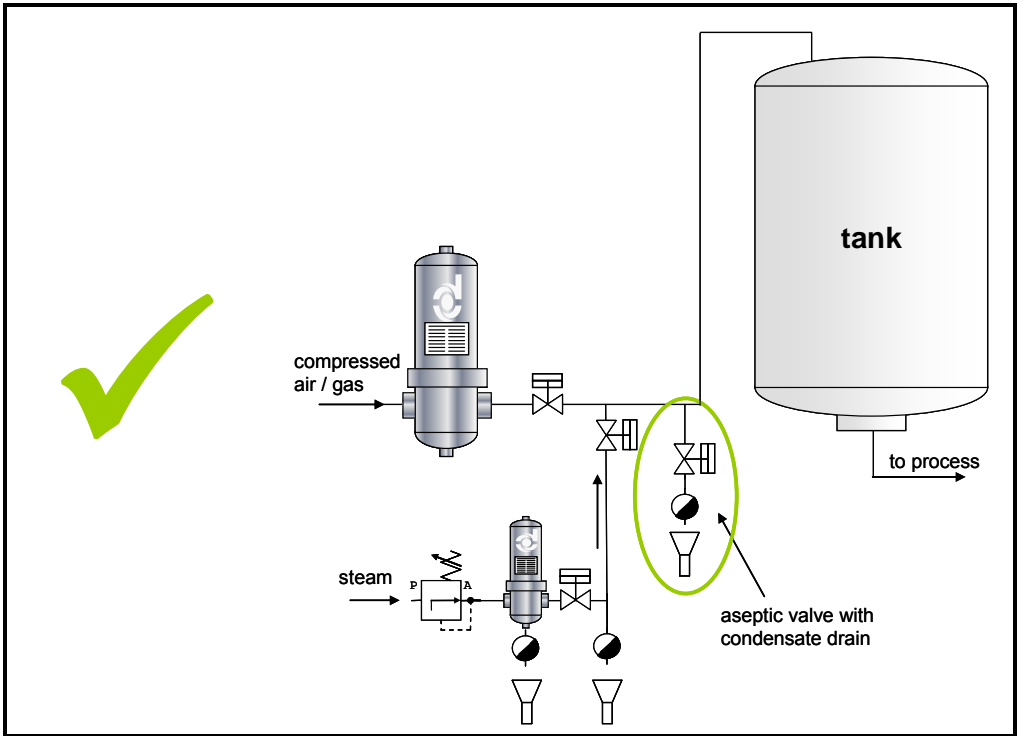 tank
compressed
air / gas
to process
steam
P
A
aseptic valve with
condensate drain